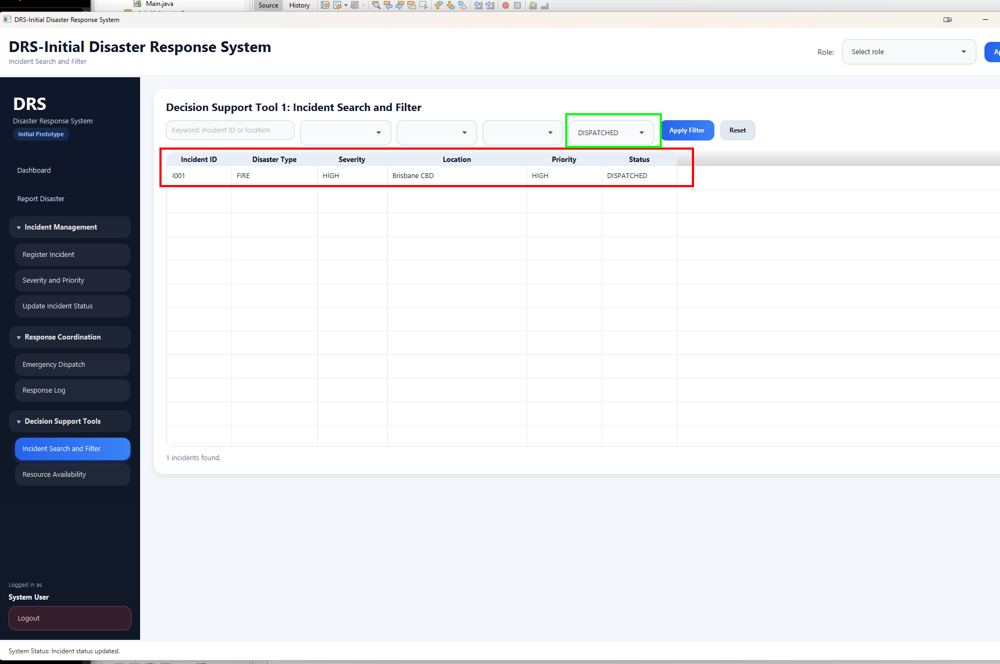 Main.java
Source History
DRS-Initial Disaster Response System
DRS-Initial Disaster Response System
Incident Search and Filter
Role: Select role
DRS
Disaster Response System
Initial Prototype
Dashboard
Report Disaster
Incident Management
Register Incident
Severity and Priority
Update Incident Status
Response Coordination
Emergency Dispatch
Response Log
Decision Support Tools
Incident Search and Filter
Resource Availability
Logged in as
System User
Logout
Decision Support Tool 1: Incident Search and Filter
Keyword: incident ID or location DISPATCHED Apply Filter Reset
Incident ID Disaster Type Severity Location Priority Status
I001 FIRE HIGH Brisbane CBD HIGH DISPATCHED
1 incidents found.
System Status: Incident status updated.